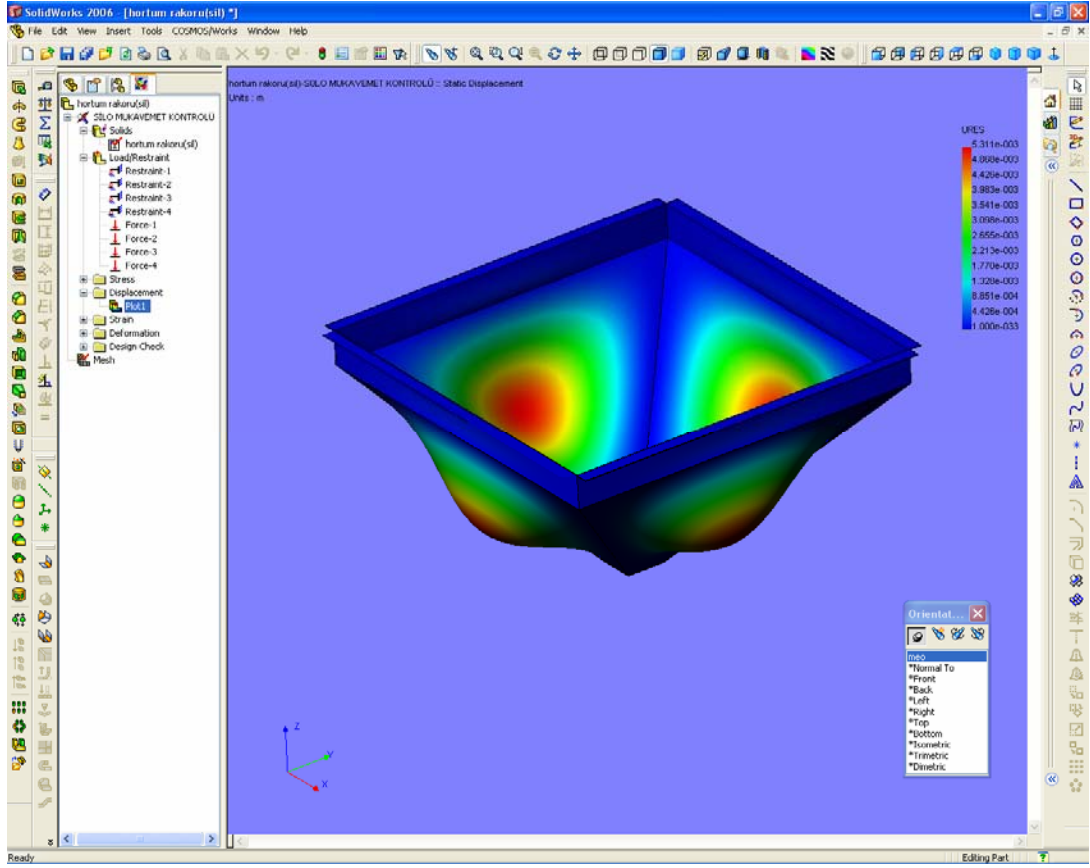 SolidWorks 2006 - [hortum rakoru(sil) *]
File Edit View Insert Tools COSMOS/Works Window Help
hortum rakoru(sil)
SİLO MUKAVEMET KONTROLÜ
Solids
hortum rakoru(sil)
Load/Restraint
Restraint-1
Restraint-2
Restraint-3
Restraint-4
Force-1
Force-2
Force-3
Force-4
Stress
Displacement
Plot1
Strain
Deformation
Design Check
Mesh
hortum rakoru(sil)-SİLO MUKAVEMET KONTROLÜ :: Static Displacement
Units : m
URES
5.311e-003
4.868e-003
4.426e-003
3.983e-003
3.541e-003
3.098e-003
2.655e-003
2.213e-003
1.770e-003
1.328e-003
8.851e-004
4.426e-004
1.000e-033
Z
Y
X
Orientat...
meo
*Normal To
*Front
*Back
*Left
*Right
*Top
*Bottom
*Isometric
*Trimetric
*Dimetric
Ready
Editing Part